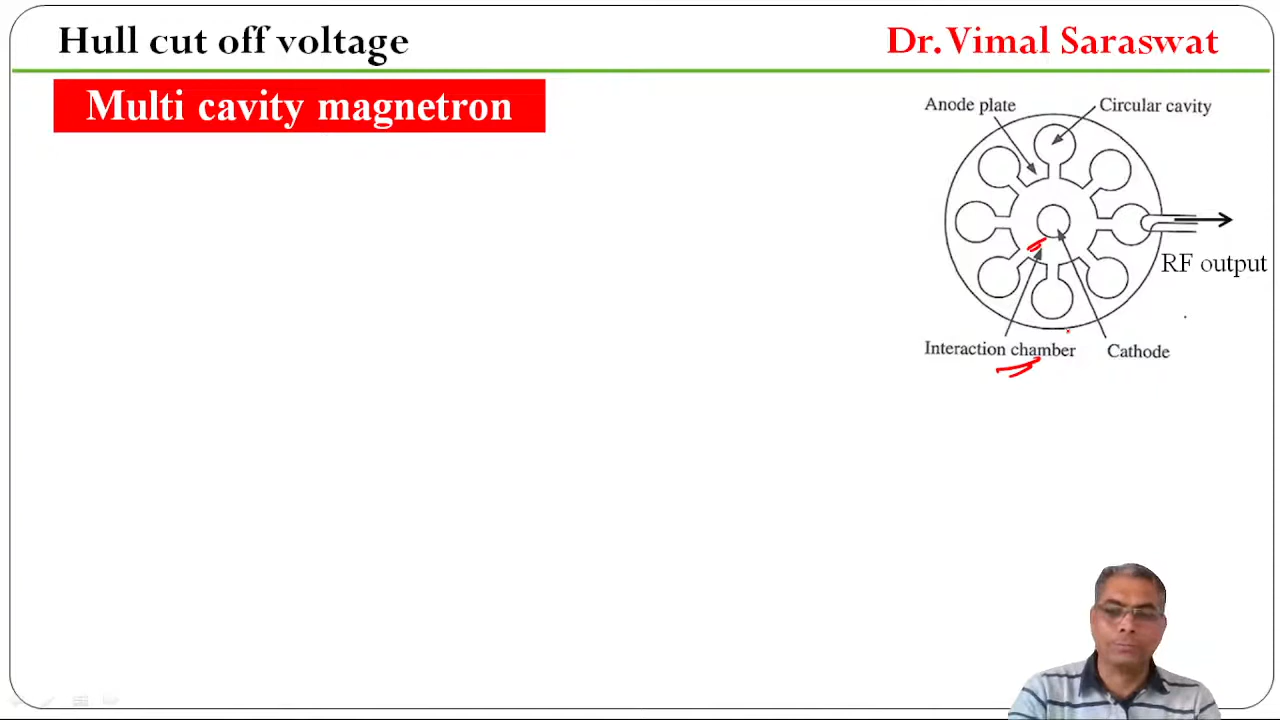 Hull cut off voltage
Dr. Vimal Saraswat
Multi cavity magnetron
Anode plate
Circular cavity
RF output
Interaction chamber
Cathode